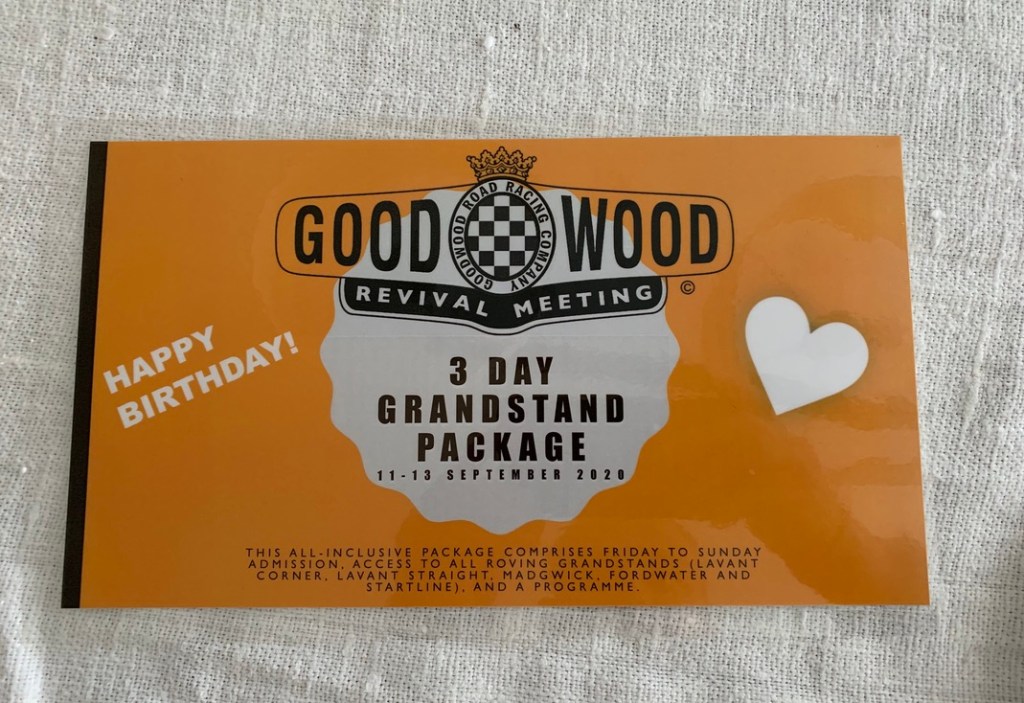 GOODWOOD ROAD RACING COMPANY
GOOD WOOD
REVIVAL MEETING
©
HAPPY
BIRTHDAY!
3 DAY
GRANDSTAND
PACKAGE
11-13 SEPTEMBER 2020
THIS ALL-INCLUSIVE PACKAGE COMPRISES FRIDAY TO SUNDAY
ADMISSION, ACCESS TO ALL ROVING GRANDSTANDS (LAVANT
CORNER, LAVANT STRAIGHT, MADGWICK, FORDWATER AND
STARTLINE), AND A PROGRAMME.